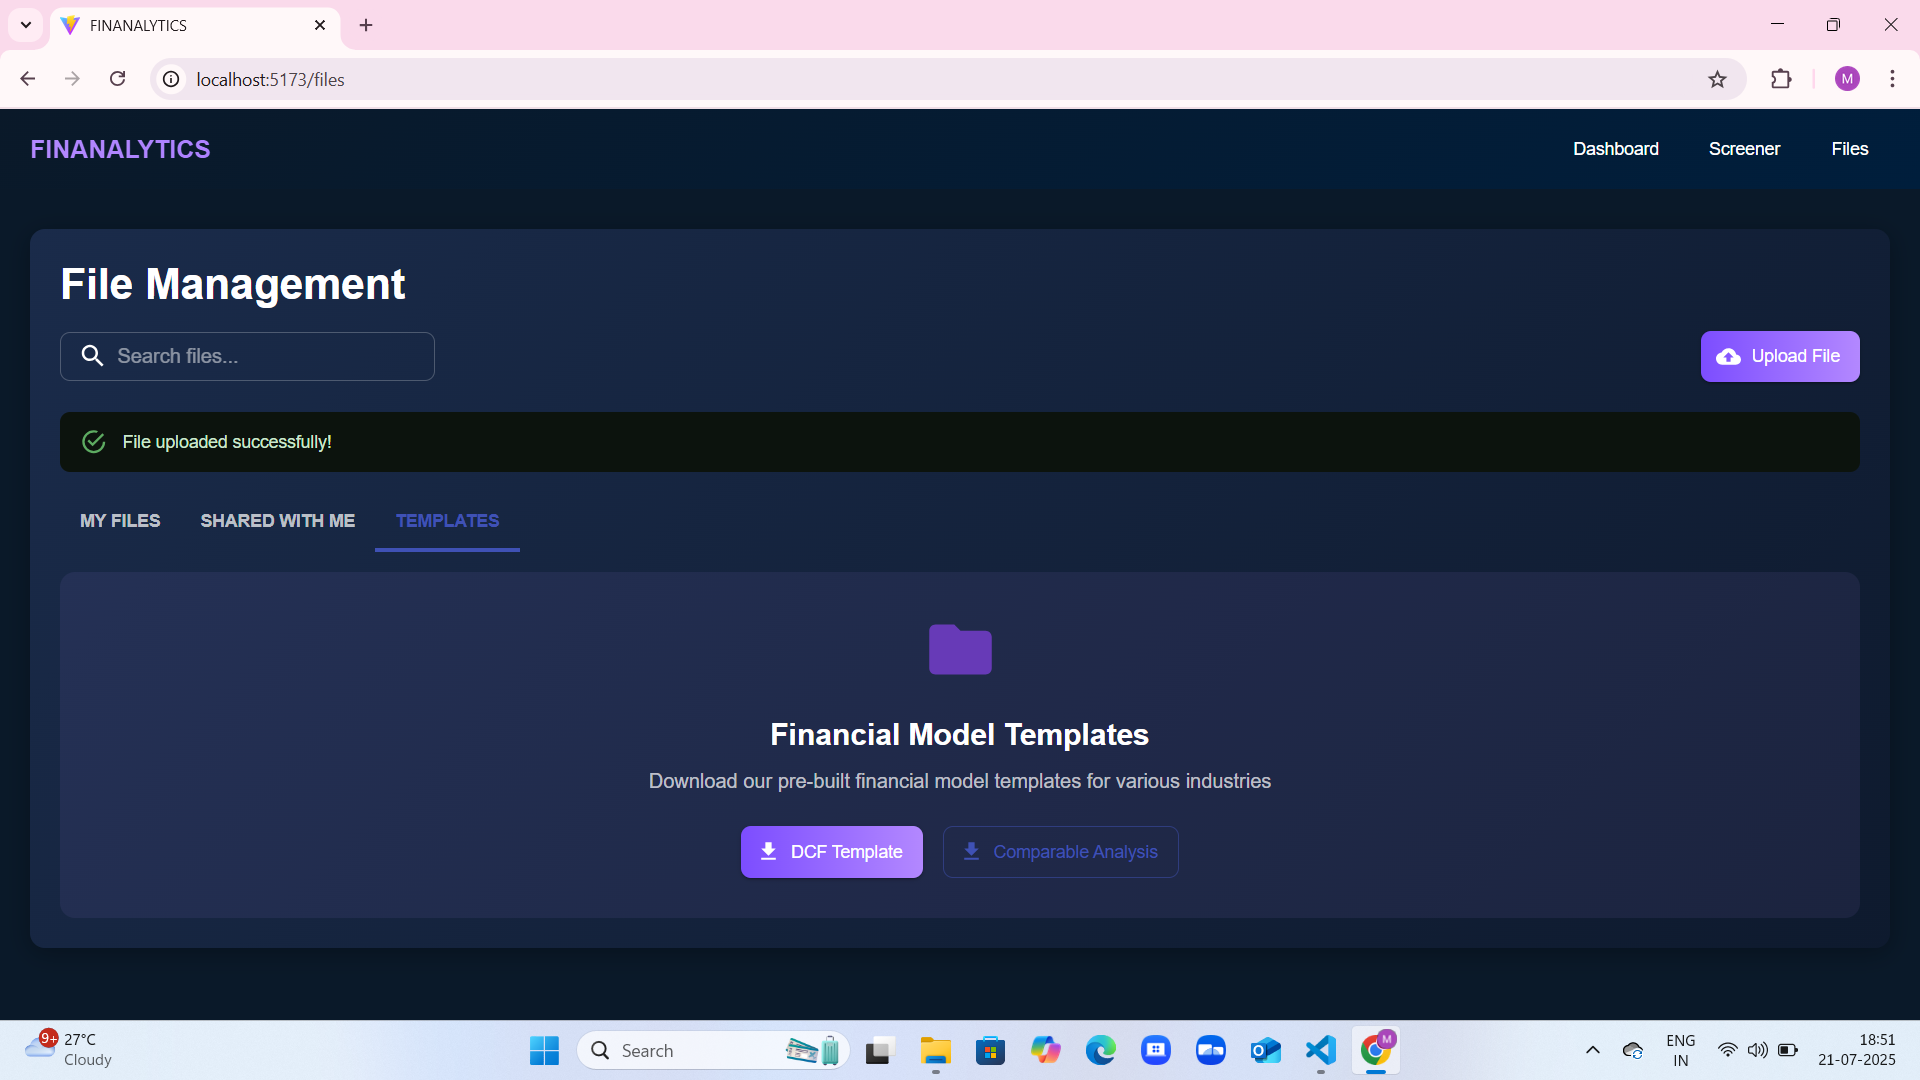 FINANALYTICS
localhost:5173/files
M
FINANALYTICS
Dashboard Screener Files
File Management
Search files...
Upload File
File uploaded successfully!
MY FILES SHARED WITH ME TEMPLATES
Financial Model Templates
Download our pre-built financial model templates for various industries
DCF Template Comparable Analysis
9+
27°C
Cloudy
Search
M
ENG
IN
18:51
21-07-2025